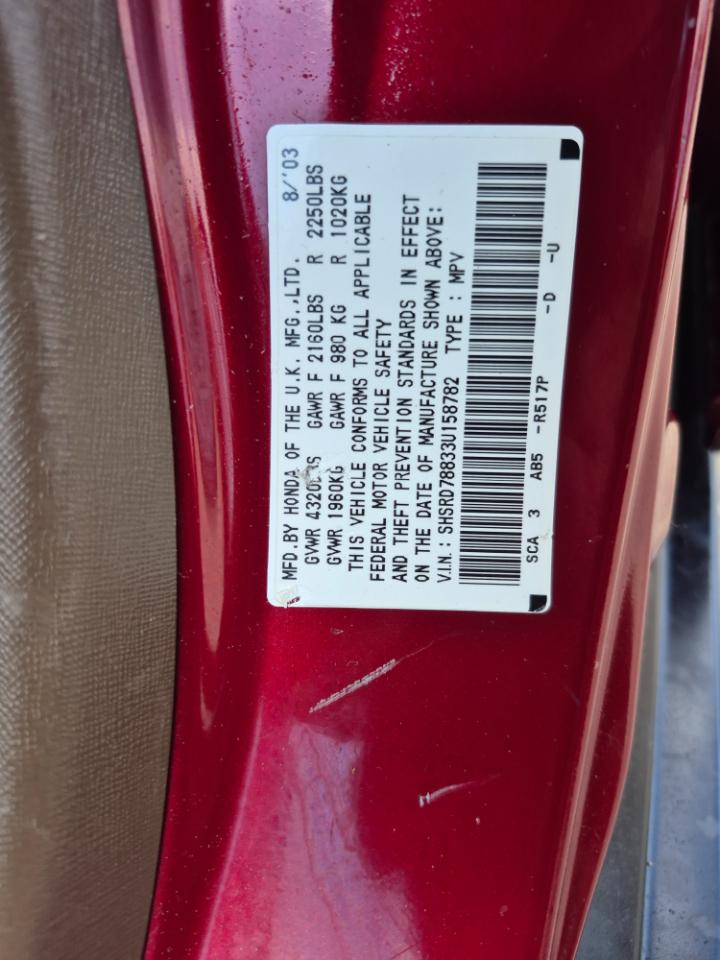 MFD.BY HONDA OF THE U.K. MFG.,LTD. 8/'03
GVWR 4320LBS GAWR F 2160LBS R 2250LBS
GVWR 1960KG GAWR F 980 KG R 1020KG
THIS VEHICLE CONFORMS TO ALL APPLICABLE
FEDERAL MOTOR VEHICLE SAFETY
AND THEFT PREVENTION STANDARDS IN EFFECT
ON THE DATE OF MANUFACTURE SHOWN ABOVE:
V.I.N.: SHSRD78833U158782 TYPE : MPV
SCA 3 AB5 -R517P -D -U